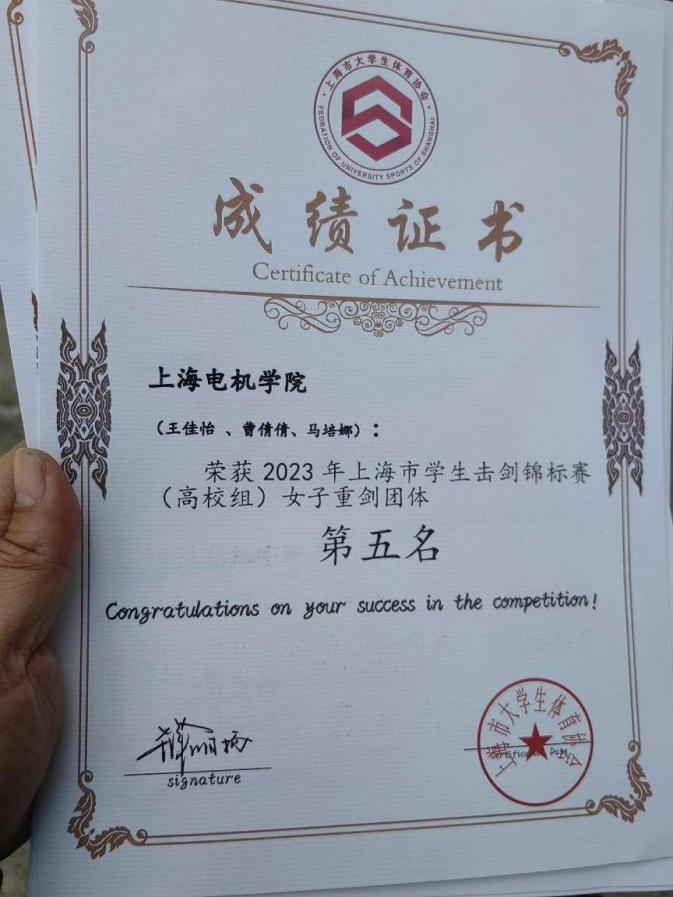 上海市大学生体育协会
FEDRATION OF UNIVERSITY SPORTS OF SHANGHAI
成绩证书
Certificate of Achievement
上海电机学院
（王佳怡 、曹倩倩、马培娜）：
荣获 2023 年上海市学生击剑锦标赛
（高校组）女子重剑团体
第五名
Congratulations on your success in the competition!
signature
上海市大学生体育协会
Certificate Date